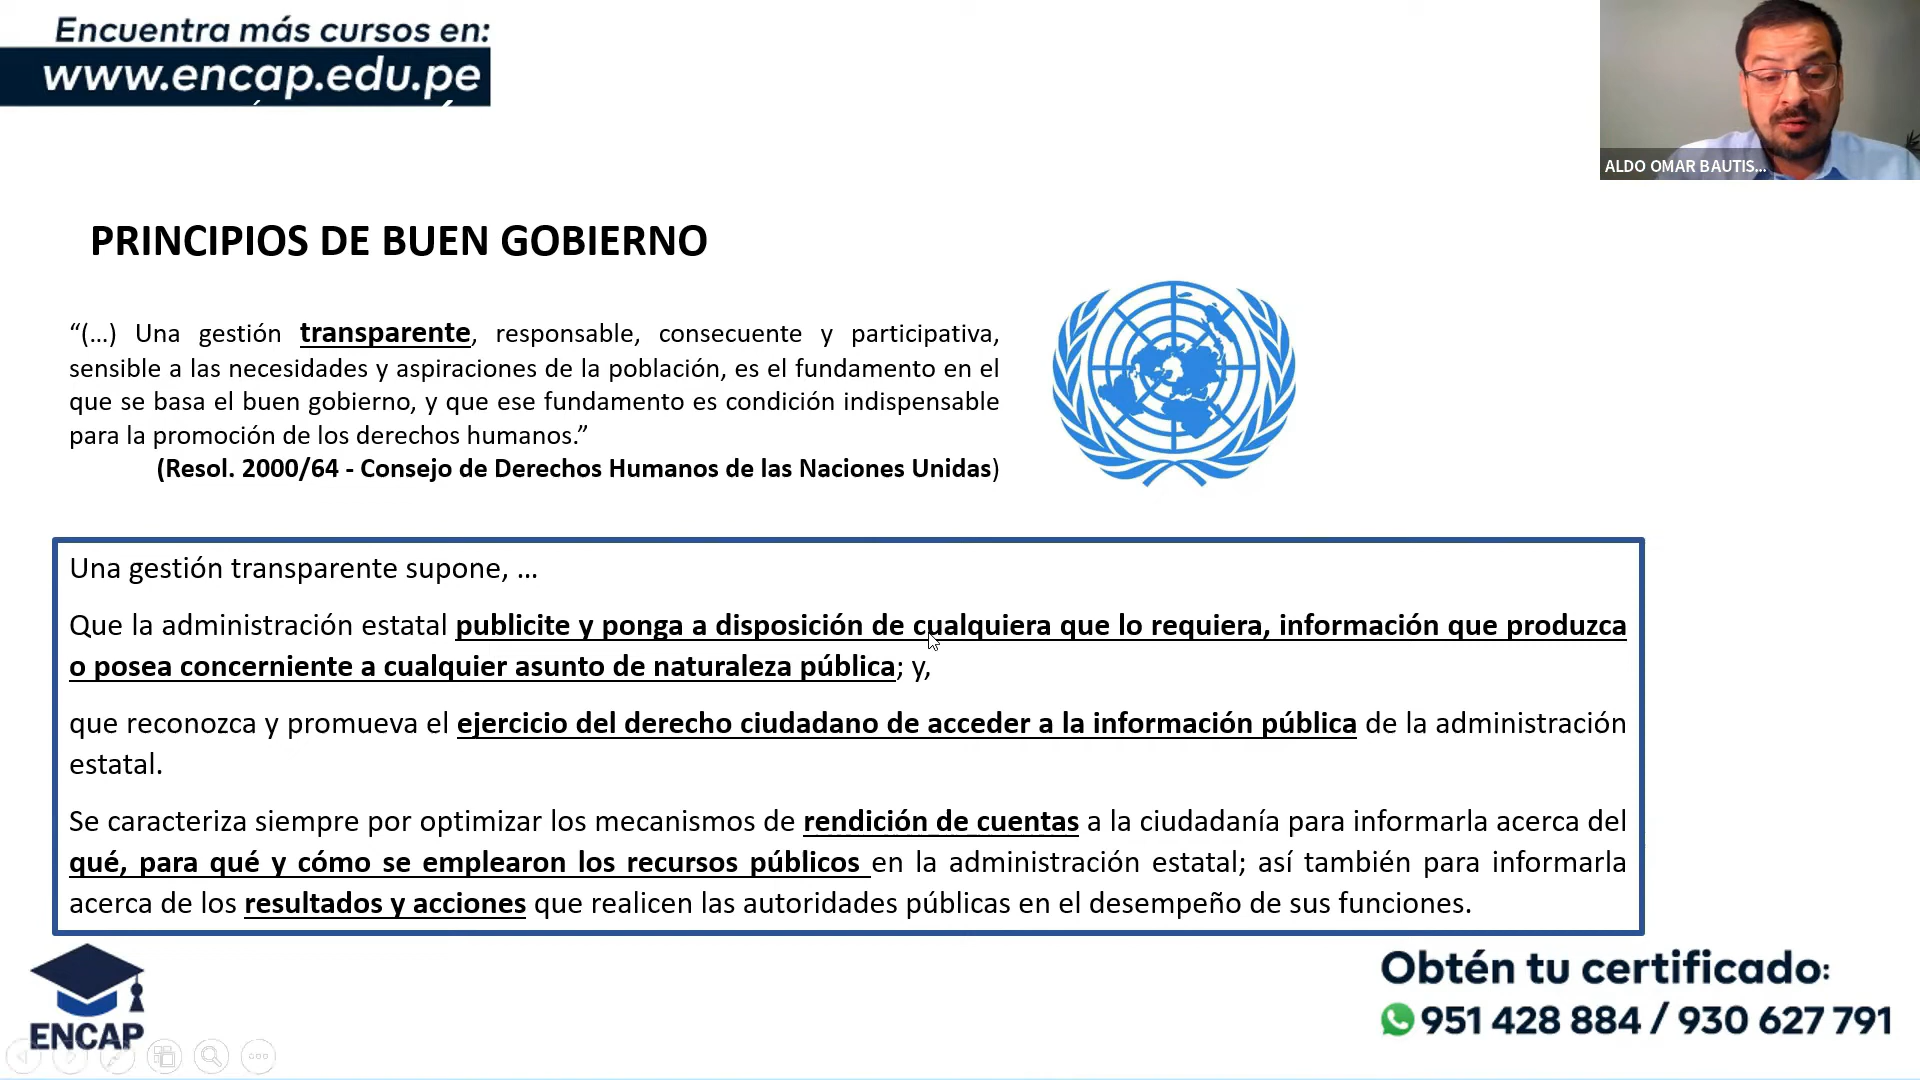 Encuentra más cursos en:
www.encap.edu.pe
ALDO OMAR BAUTIS...
PRINCIPIOS DE BUEN GOBIERNO
“(...) Una gestión transparente, responsable, consecuente y participativa,
sensible a las necesidades y aspiraciones de la población, es el fundamento en el
que se basa el buen gobierno, y que ese fundamento es condición indispensable
para la promoción de los derechos humanos.”
(Resol. 2000/64 - Consejo de Derechos Humanos de las Naciones Unidas)
Una gestión transparente supone, ...
Que la administración estatal publicite y ponga a disposición de cualquiera que lo requiera, información que produzca
o posea concerniente a cualquier asunto de naturaleza pública; y,
que reconozca y promueva el ejercicio del derecho ciudadano de acceder a la información pública de la administración
estatal.
Se caracteriza siempre por optimizar los mecanismos de rendición de cuentas a la ciudadanía para informarla acerca del
qué, para qué y cómo se emplearon los recursos públicos en la administración estatal; así también para informarla
acerca de los resultados y acciones que realicen las autoridades públicas en el desempeño de sus funciones.
ENCAP
Obtén tu certificado:
951 428 884 / 930 627 791